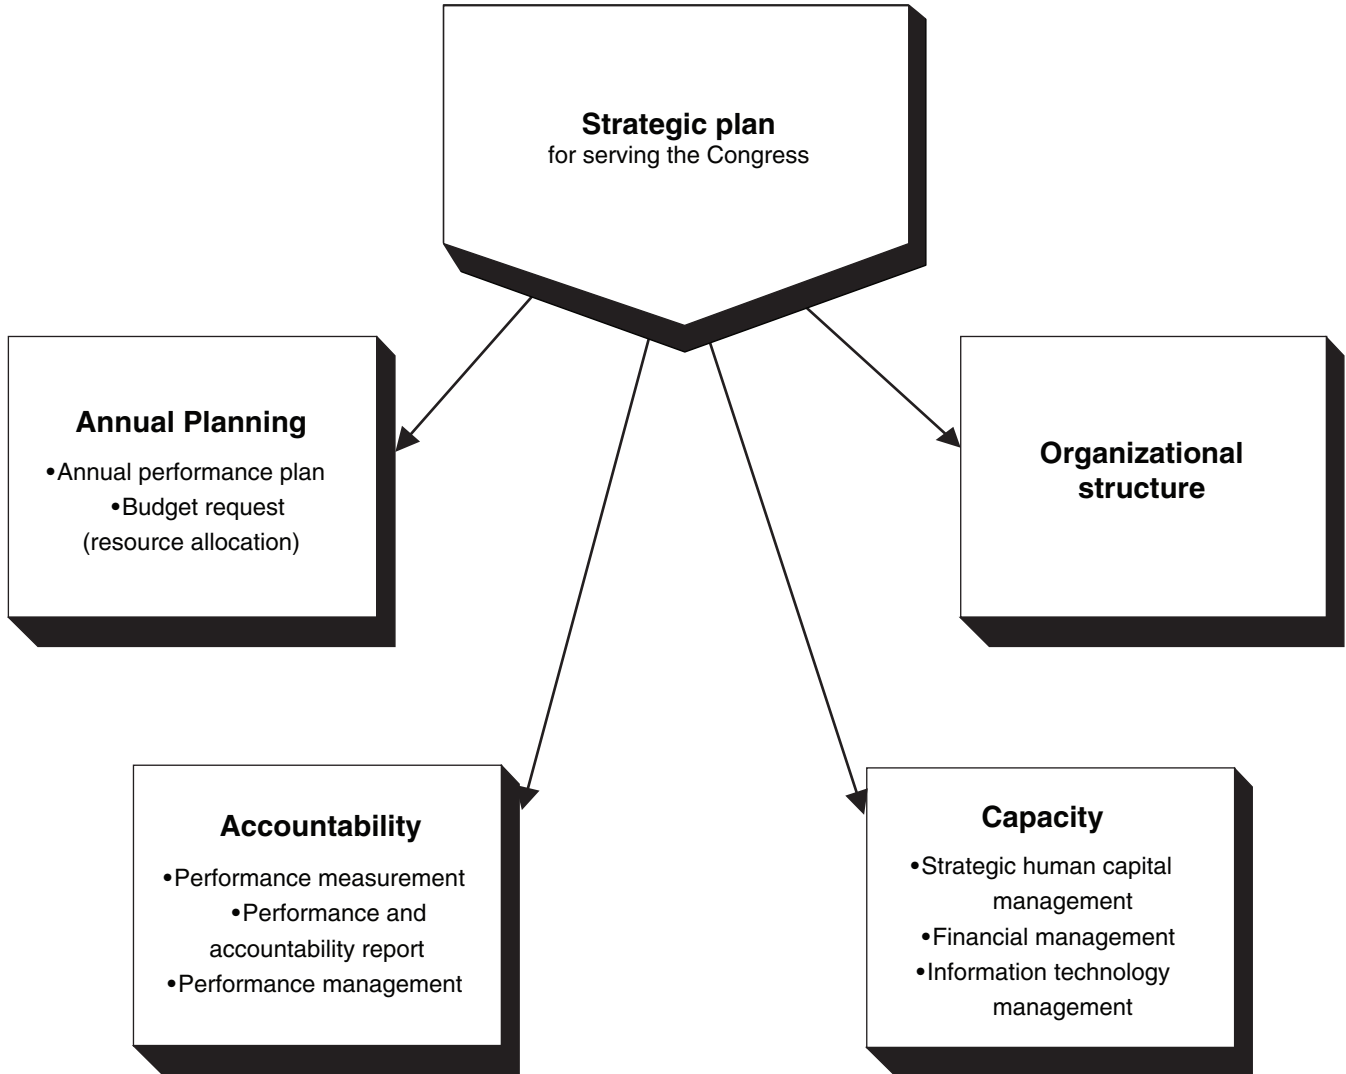 Strategic plan
for serving the Congress
Annual Planning
•Annual performance plan
•Budget request
(resource allocation)
Organizational
structure
Accountability
•Performance measurement
•Performance and
accountability report
•Performance management
Capacity
•Strategic human capital
management
•Financial management
•Information technology
management